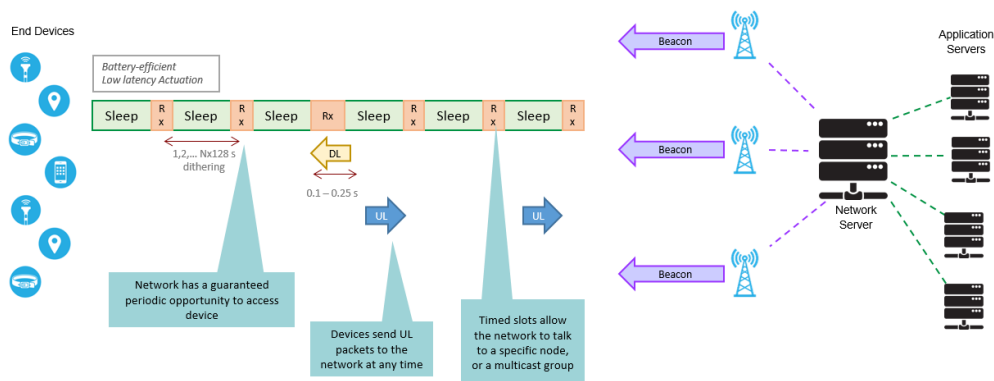 End Devices
Battery-efficient
Low latency Actuation
Sleep
R
x
Sleep
R
x
Sleep
Rx
Sleep
R
x
Sleep
R
x
Sleep
R
x
1,2,... Nx128 s
dithering
DL
0.1 – 0.25 s
UL
UL
Network has a guaranteed
periodic opportunity to access
device
Devices send UL
packets to the
network at any time
Timed slots allow
the network to talk
to a specific node,
or a multicast group
Beacon
Beacon
Beacon
Network
Server
Application
Servers